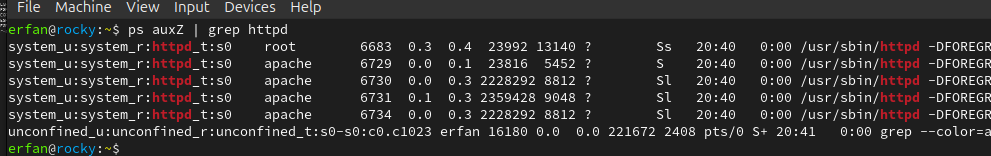 File Machine View Input Devices Help
erfan@rocky:~$ ps auxZ | grep httpd
system_u:system_r:httpd_t:s0 root 6683 0.3 0.4 23992 13140 ? Ss 20:40 0:00 /usr/sbin/httpd -DFOREGR
system_u:system_r:httpd_t:s0 apache 6729 0.0 0.1 23816 5452 ? S 20:40 0:00 /usr/sbin/httpd -DFOREGR
system_u:system_r:httpd_t:s0 apache 6730 0.0 0.3 2228292 8812 ? Sl 20:40 0:00 /usr/sbin/httpd -DFOREGR
system_u:system_r:httpd_t:s0 apache 6731 0.1 0.3 2359428 9048 ? Sl 20:40 0:00 /usr/sbin/httpd -DFOREGR
system_u:system_r:httpd_t:s0 apache 6734 0.0 0.3 2228292 8812 ? Sl 20:40 0:00 /usr/sbin/httpd -DFOREGR
unconfined_u:unconfined_r:unconfined_t:s0-s0:c0.c1023 erfan 16180 0.0 0.0 221672 2408 pts/0 S+ 20:41 0:00 grep --color=a
erfan@rocky:~$